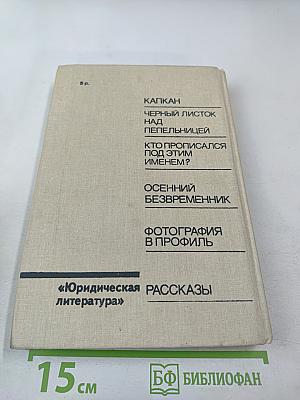 8 р.
КАПКАН
ЧЕРНЫЙ ЛИСТОК
НАД
ПЕПЕЛЬНИЦЕЙ
КТО ПРОПИСАЛСЯ
ПОД ЭТИМ
ИМЕНЕМ?
ОСЕННИЙ
БЕЗВРЕМЕННИК
ФОТОГРАФИЯ
В ПРОФИЛЬ
«Юридическая
литература»
РАССКАЗЫ
15 см
БФ БИБЛИОФАН